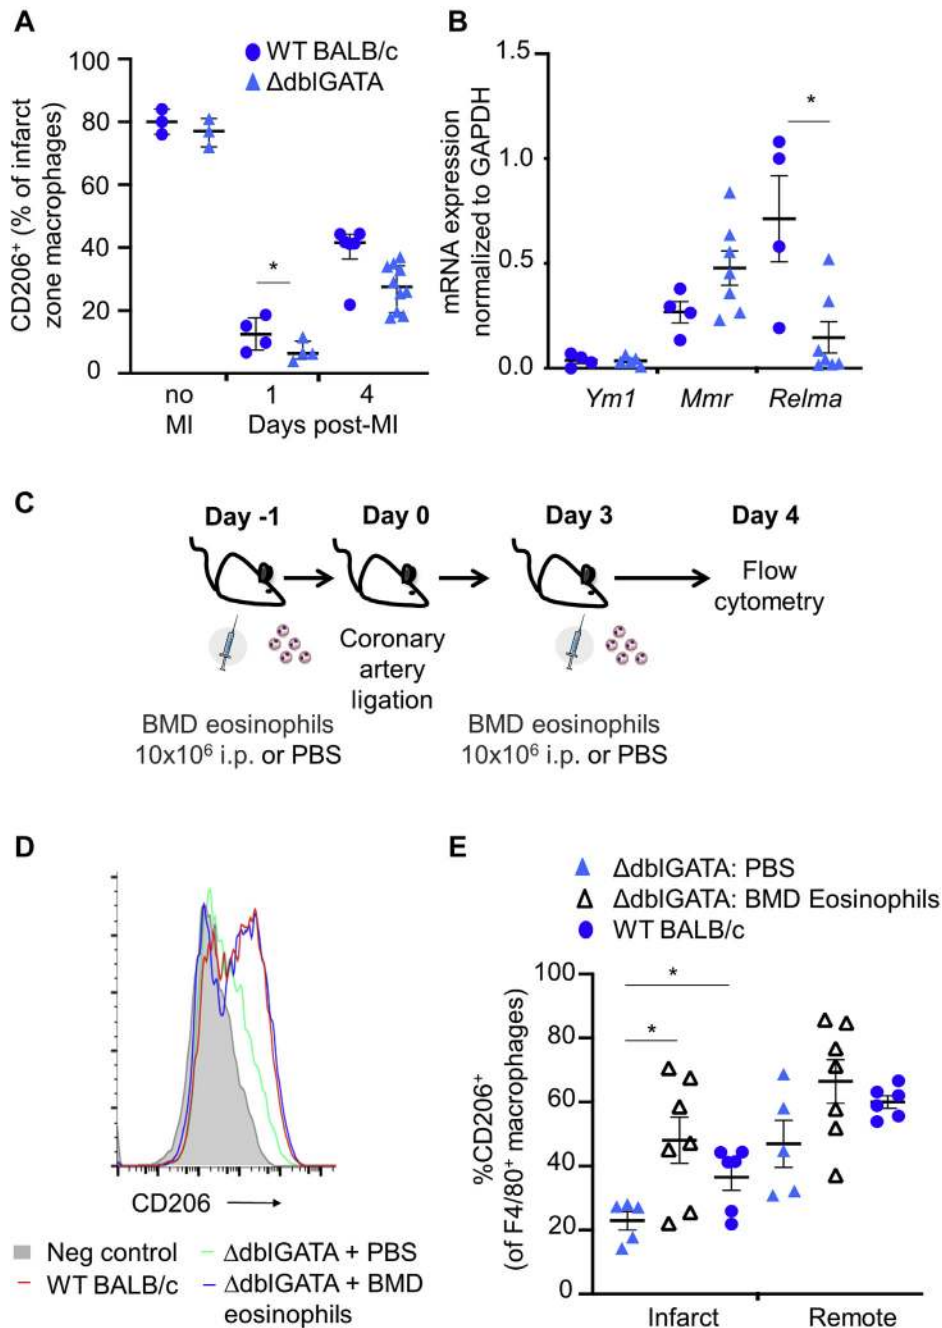 A
WT BALB/c
ΔdblGATA
CD206⁺ (% of infarct
zone macrophages)
100
80
60
40
20
0
*
no
MI
1
4
Days post-MI
B
mRNA expression
normalized to GAPDH
1.5
1.0
0.5
0.0
*
Ym1
Mmr
Relma
C
Day -1
Day 0
Day 3
Day 4
Flow
cytometry
Coronary
artery
ligation
BMD eosinophils
10x10⁶ i.p. or PBS
BMD eosinophils
10x10⁶ i.p. or PBS
D
CD206
Neg control
WT BALB/c
ΔdblGATA + PBS
ΔdblGATA + BMD
eosinophils
E
ΔdblGATA: PBS
ΔdblGATA: BMD Eosinophils
WT BALB/c
%CD206⁺
(of F4/80⁺ macrophages)
100
80
60
40
20
0
*
*
Infarct
Remote